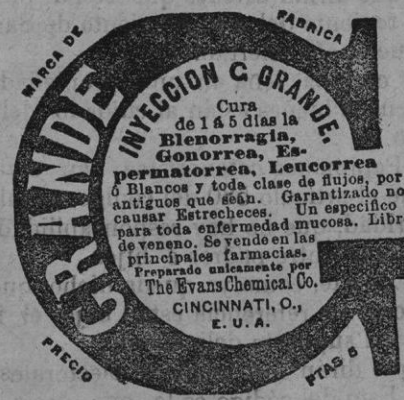 MARCA DE FABRICA
GRANDE
INYECCION G GRANDE.
Cura
de 1 á 5 dias la
Blenorragia,
Gonorrea, Es-
permatorrea, Leucorrea
ó Blancos y toda clase de flujos, por
antiguos que seán. Garantizado no
causar Estrecheces. Un especifico
para toda enfermedad mucosa. Libre
de veneno. Se vende en las
principales farmacias.
Preparado unicamente por
The Evans Chemical Co.
CINCINNATI, O.,
E. U. A.
PRECIO PTAS 5